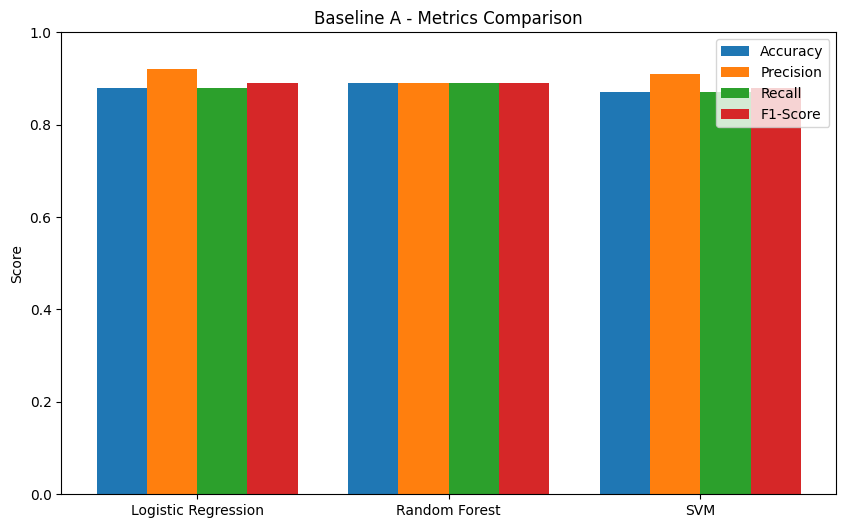 Baseline A - Metrics Comparison
Score
1.0
0.8
0.6
0.4
0.2
0.0
Accuracy
Precision
Recall
F1-Score
Logistic Regression
Random Forest
SVM